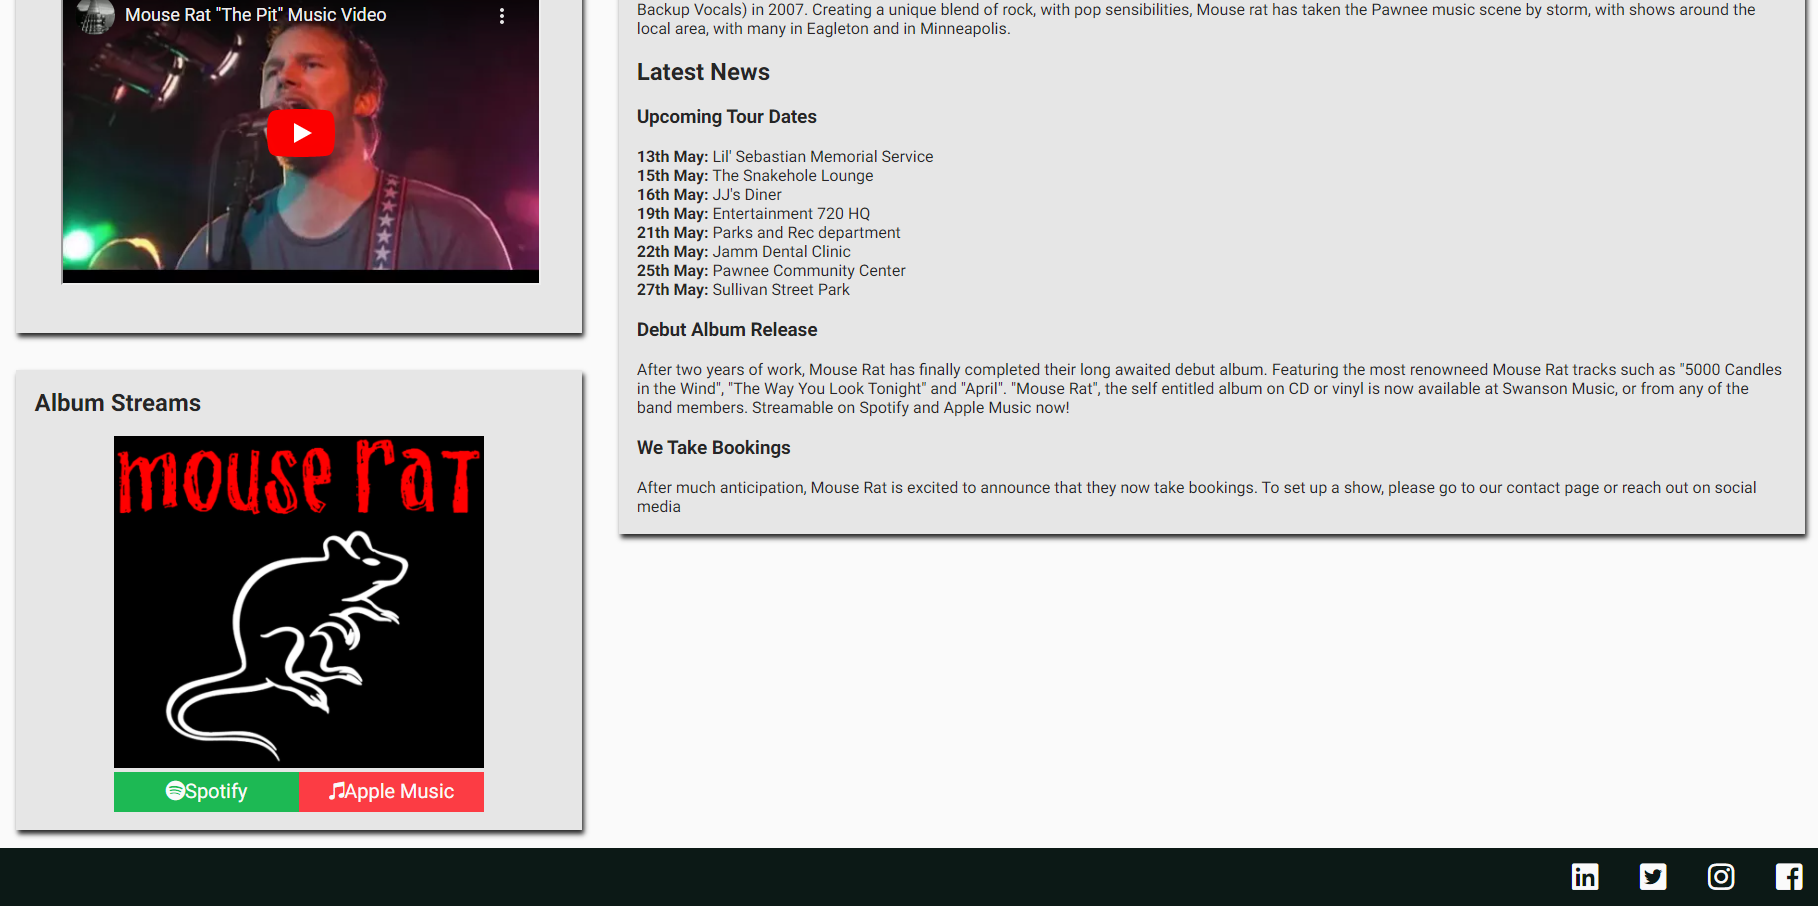 Mouse Rat "The Pit" Music Video
Album Streams
mouse rat
Spotify
Apple Music
Backup Vocals) in 2007. Creating a unique blend of rock, with pop sensibilities, Mouse rat has taken the Pawnee music scene by storm, with shows around the
local area, with many in Eagleton and in Minneapolis.
Latest News
Upcoming Tour Dates
13th May: Lil' Sebastian Memorial Service
15th May: The Snakehole Lounge
16th May: JJ's Diner
19th May: Entertainment 720 HQ
21th May: Parks and Rec department
22th May: Jamm Dental Clinic
25th May: Pawnee Community Center
27th May: Sullivan Street Park
Debut Album Release
After two years of work, Mouse Rat has finally completed their long awaited debut album. Featuring the most renowneed Mouse Rat tracks such as "5000 Candles
in the Wind", "The Way You Look Tonight" and "April". "Mouse Rat", the self entitled album on CD or vinyl is now available at Swanson Music, or from any of the
band members. Streamable on Spotify and Apple Music now!
We Take Bookings
After much anticipation, Mouse Rat is excited to announce that they now take bookings. To set up a show, please go to our contact page or reach out on social
media